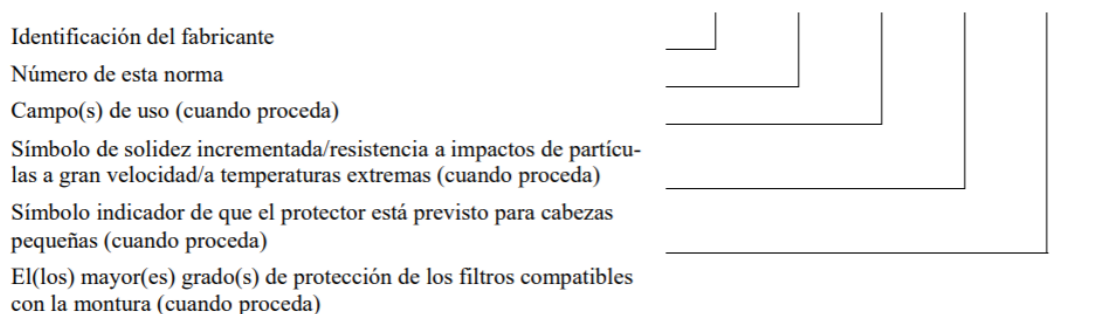 Identificación del fabricante
Número de esta norma
Campo(s) de uso (cuando proceda)
Símbolo de solidez incrementada/resistencia a impactos de partícu-
las a gran velocidad/a temperaturas extremas (cuando proceda)
Símbolo indicador de que el protector está previsto para cabezas
pequeñas (cuando proceda)
El(los) mayor(es) grado(s) de protección de los filtros compatibles
con la montura (cuando proceda)